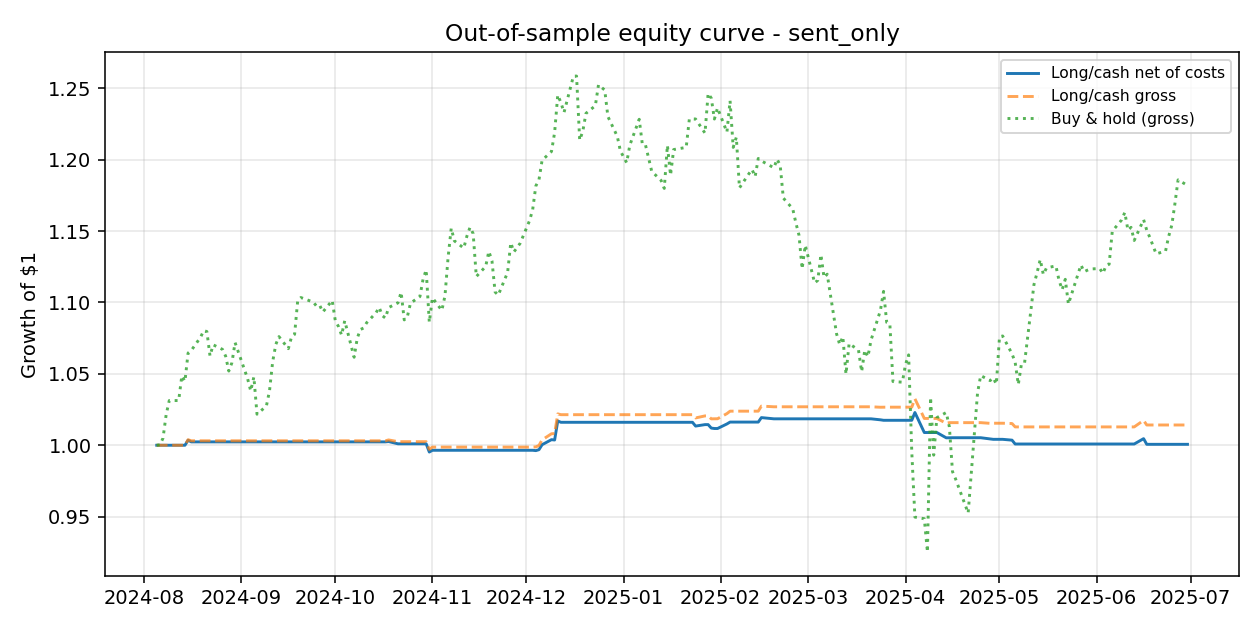 Out-of-sample equity curve - sent_only
Growth of $1
1.25
1.20
1.15
1.10
1.05
1.00
0.95
Long/cash net of costs
Long/cash gross
Buy & hold (gross)
2024-08 2024-09 2024-10 2024-11 2024-12 2025-01 2025-02 2025-03 2025-04 2025-05 2025-06 2025-07